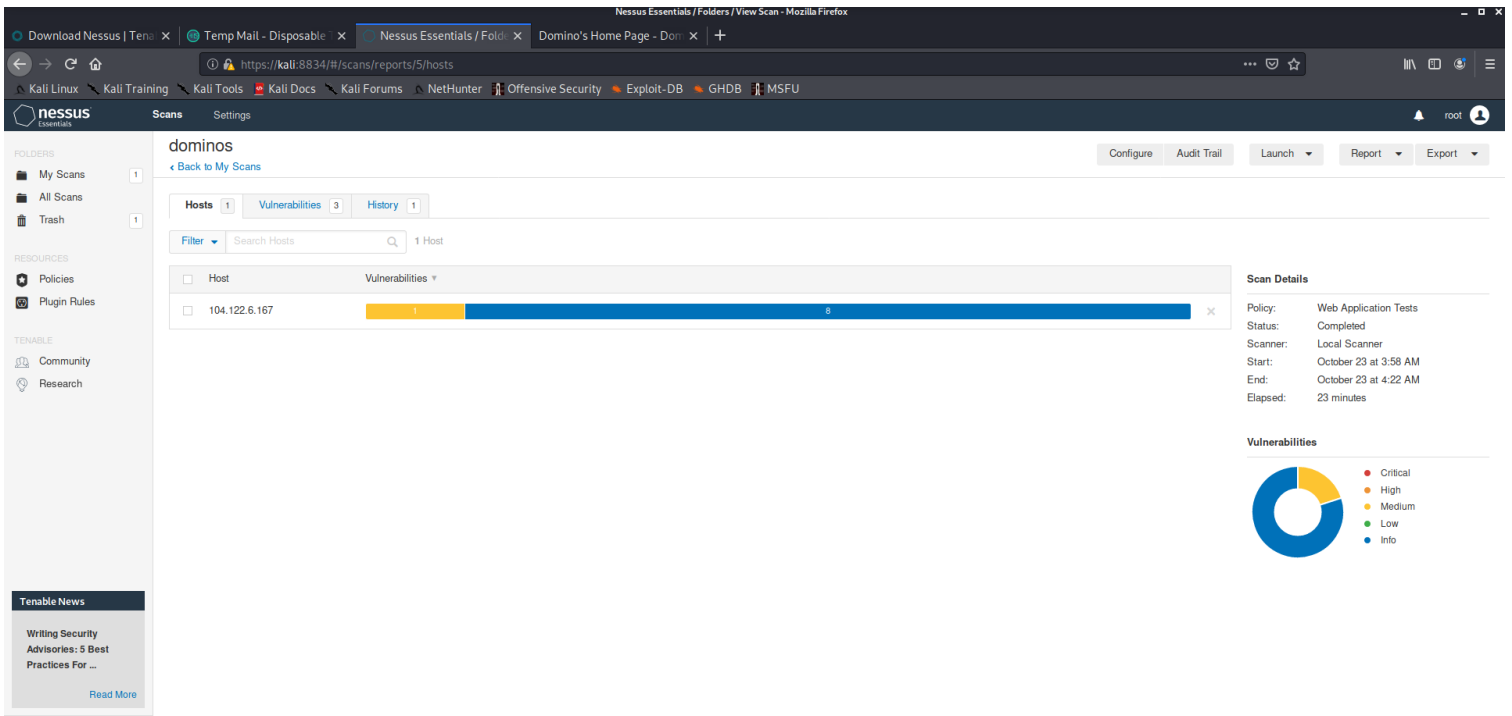 Nessus Essentials / Folders / View Scan - Mozilla Firefox
Download Nessus | Tena
Temp Mail - Disposable T
Nessus Essentials / Folde
Domino's Home Page - Dom
https://kali:8834/#/scans/reports/5/hosts
Kali Linux Kali Training Kali Tools Kali Docs Kali Forums NetHunter Offensive Security Exploit-DB GHDB MSFU
nessus
Essentials
Scans Settings
root
FOLDERS
My Scans 1
All Scans
Trash 1
RESOURCES
Policies
Plugin Rules
TENABLE
Community
Research
Tenable News
Writing Security
Advisories: 5 Best
Practices For ...
Read More
dominos
Back to My Scans
Configure Audit Trail Launch Report Export
Hosts 1 Vulnerabilities 3 History 1
Filter Search Hosts 1 Host
Host Vulnerabilities
104.122.6.167 1 8
Scan Details
Policy: Web Application Tests
Status: Completed
Scanner: Local Scanner
Start: October 23 at 3:58 AM
End: October 23 at 4:22 AM
Elapsed: 23 minutes
Vulnerabilities
Critical
High
Medium
Low
Info